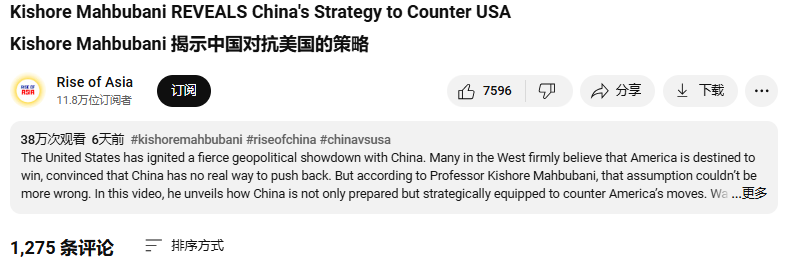 Kishore Mahbubani REVEALS China's Strategy to Counter USA
Kishore Mahbubani 揭示中国对抗美国的策略
RISE OF ASIA
Rise of Asia
11.8万位订阅者
订阅
7596
分享
下载
38万次观看 6天前 #kishoremahbubani #riseofchina #chinavsusa
The United States has ignited a fierce geopolitical showdown with China. Many in the West firmly believe that America is destined to
win, convinced that China has no real way to push back. But according to Professor Kishore Mahbubani, that assumption couldn’t be
more wrong. In this video, he unveils how China is not only prepared but strategically equipped to counter America’s moves. Wa ...更多
1,275 条评论
排序方式